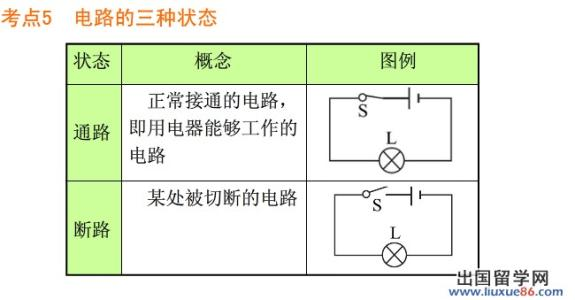 考点5 电路的三种状态
状态 概念 图例
通路
正常接通的电路，
即用电器能够工作的
电路
S
L
断路
某处被切断的电路
S
L
出国留学网
www.liuxue86.com